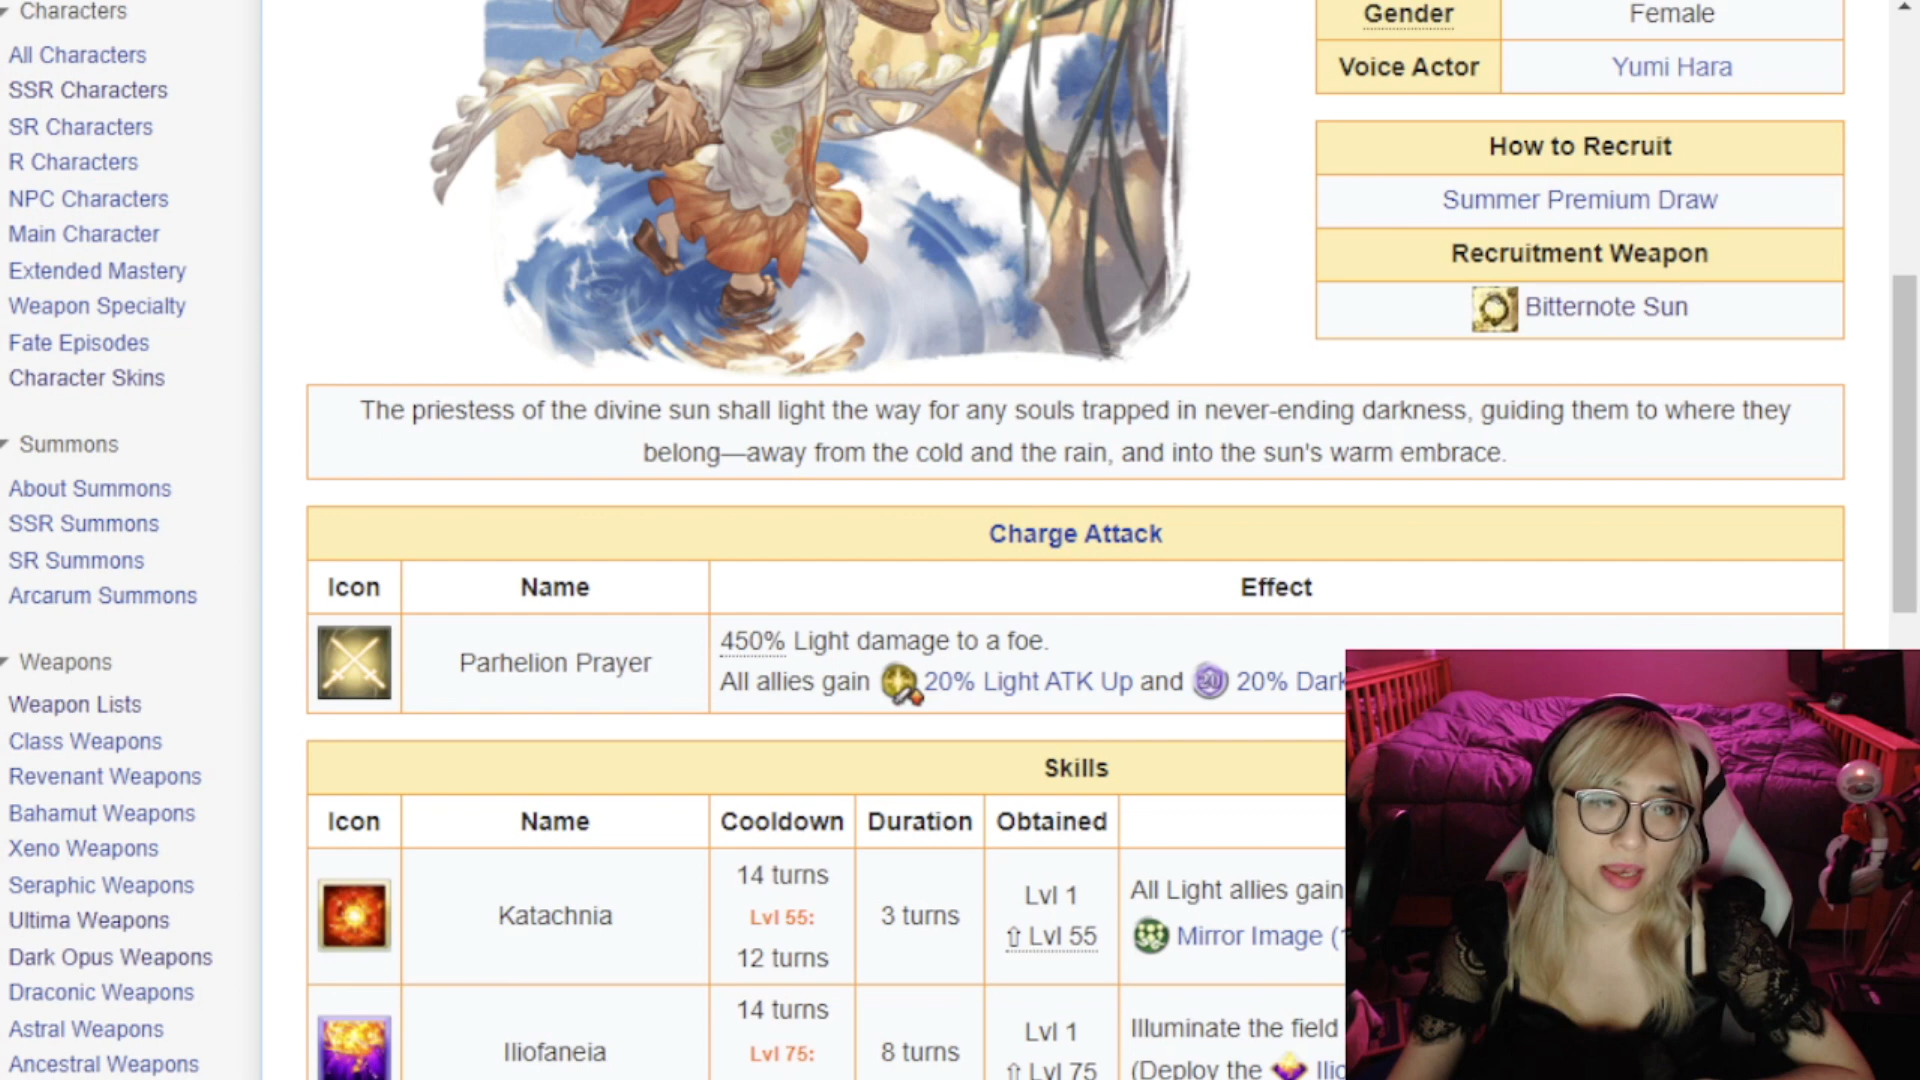 Characters
All Characters
SSR Characters
SR Characters
R Characters
NPC Characters
Main Character
Extended Mastery
Weapon Specialty
Fate Episodes
Character Skins
Summons
About Summons
SSR Summons
SR Summons
Arcarum Summons
Weapons
Weapon Lists
Class Weapons
Revenant Weapons
Bahamut Weapons
Xeno Weapons
Seraphic Weapons
Ultima Weapons
Dark Opus Weapons
Draconic Weapons
Astral Weapons
Ancestral Weapons
Gender Female
Voice Actor Yumi Hara
How to Recruit
Summer Premium Draw
Recruitment Weapon
Bitternote Sun
The priestess of the divine sun shall light the way for any souls trapped in never-ending darkness, guiding them to where they
belong—away from the cold and the rain, and into the sun's warm embrace.
Charge Attack
Icon Name Effect
Parhelion Prayer
450% Light damage to a foe.
All allies gain 20% Light ATK Up and 20% Dark
Skills
Icon Name Cooldown Duration Obtained
Katachnia
14 turns
Lvl 55:
12 turns
3 turns
Lvl 1
⇧ Lvl 55
All Light allies gain
Mirror Image (
Iliofaneia
14 turns
Lvl 75:
8 turns
Lvl 1
⇧ Lvl 75
Illuminate the field
(Deploy the Ilio